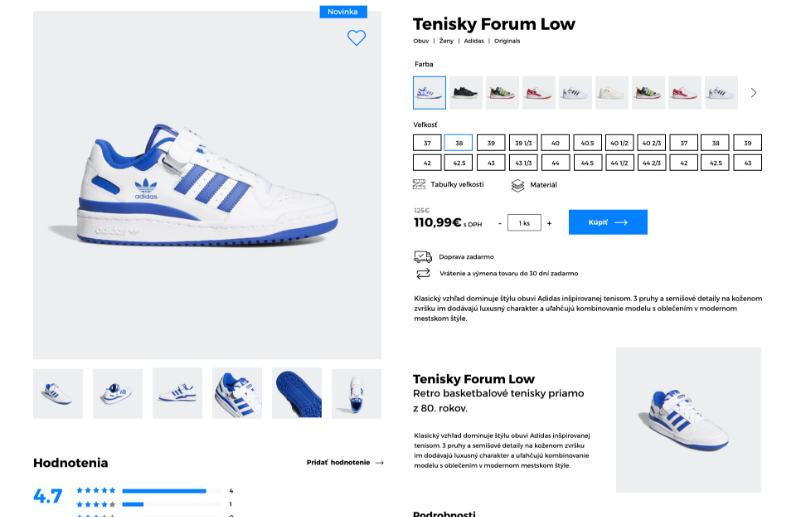 Novinka
adidas
Tenisky Forum Low
Obuv | Ženy | Adidas | Originals
Farba
Veľkosť
37 38 39 39 1/3 40 40.5 40 1/2 40 2/3 37 38 39
42 42.5 43 43 1/3 44 44.5 44 1/2 44 2/3 42 42.5 43
Tabuľky veľkostí Materiál
125€
110,99€ s DPH - 1 ks + Kúpiť
Doprava zadarmo
Vrátenie a výmena tovaru do 30 dní zadarmo
Klasický vzhľad dominuje štýlu obuvi Adidas inšpirovanej tenisom. 3 pruhy a semišové detaily na koženom
zvršku im dodávajú luxusný charakter a uľahčujú kombinovanie modelu s oblečením v modernom
mestskom štýle.
Tenisky Forum Low
Retro basketbalové tenisky priamo
z 80. rokov.
Klasický vzhľad dominuje štýlu obuvi Adidas inšpirovanej
tenisom. 3 pruhy a semišové detaily na koženom zvršku
im dodávajú luxusný charakter a uľahčujú kombinovanie
modelu s oblečením v modernom mestskom štýle.
Hodnotenia
Pridať hodnotenie
4.7
4
1
Podrobnosti